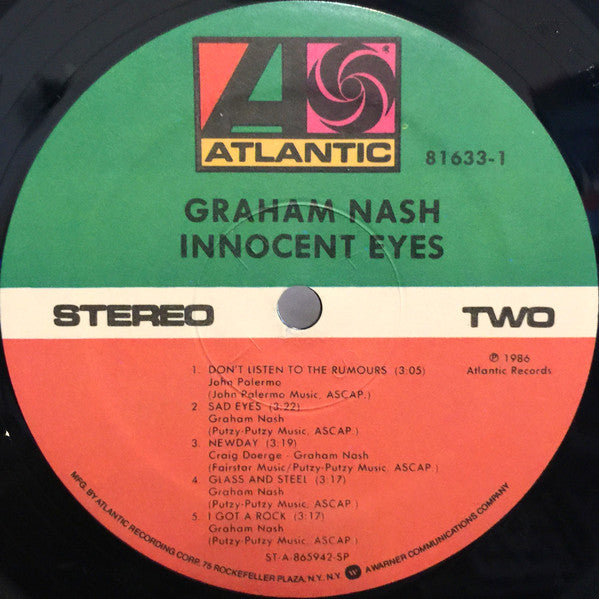 ATLANTIC
®
81633-1
GRAHAM NASH
INNOCENT EYES
STEREO
TWO
℗ 1986
Atlantic Records
1. DON'T LISTEN TO THE RUMOURS (3:05)
John Palermo
(John Palermo Music, ASCAP.)
2. SAD EYES (3:22)
Graham Nash
(Putzy-Putzy Music, ASCAP.)
3. NEWDAY (3:19)
Craig Doerge - Graham Nash
(Fairstar Music/Putzy-Putzy Music, ASCAP.)
4. GLASS AND STEEL (3:17)
Graham Nash
(Putzy-Putzy Music, ASCAP.)
5. I GOT A ROCK (3:17)
Graham Nash
(Putzy-Putzy Music, ASCAP.)
ST-A-865942-SP
MFG. BY ATLANTIC RECORDING CORP., 75 ROCKEFELLER PLAZA, N.Y. N.Y. A WARNER COMMUNICATIONS COMPANY